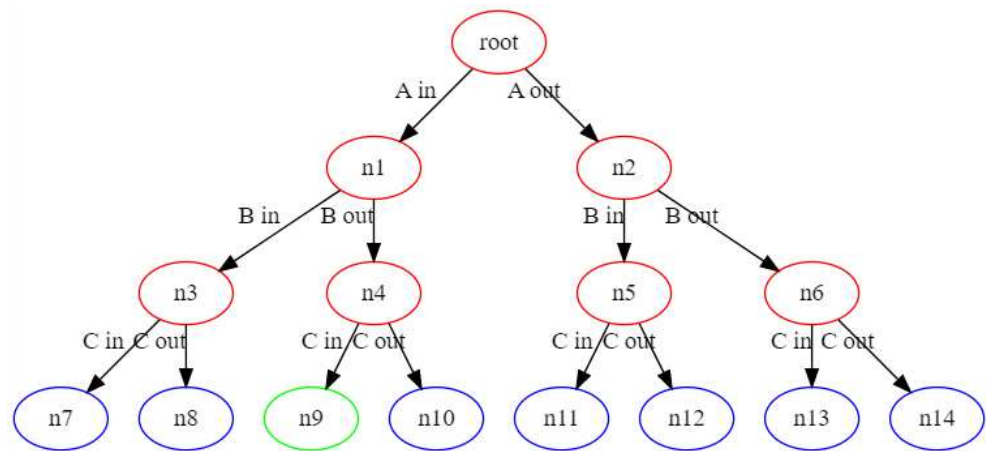 root
A in A out
n1 n2
B in B out B in B out
n3 n4 n5 n6
C in C out C in C out C in C out C in C out
n7 n8 n9 n10 n11 n12 n13 n14